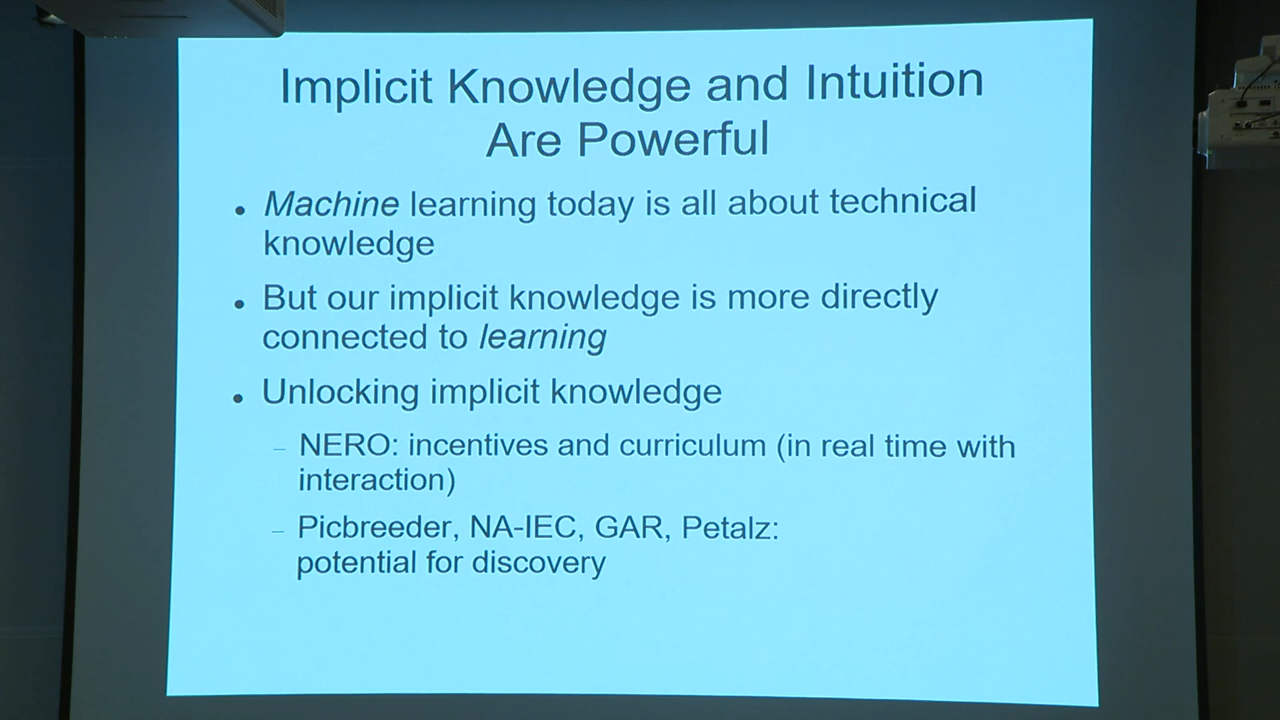 Implicit Knowledge and Intuition
Are Powerful
• Machine learning today is all about technical
knowledge
• But our implicit knowledge is more directly
connected to learning
• Unlocking implicit knowledge
– NERO: incentives and curriculum (in real time with
interaction)
– Picbreeder, NA-IEC, GAR, Petalz:
potential for discovery